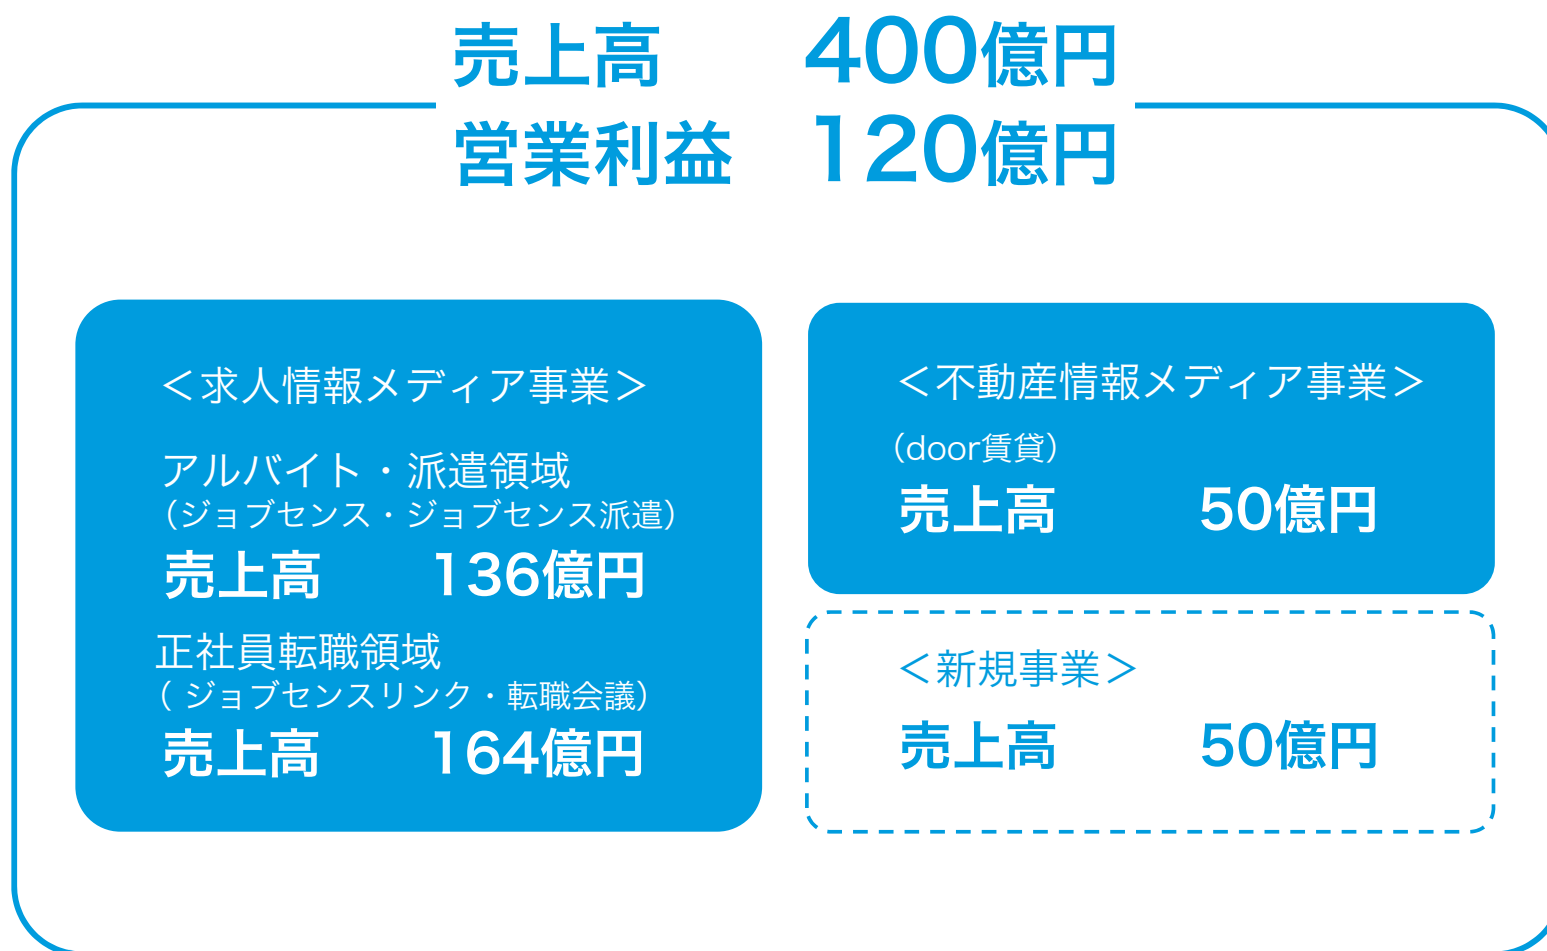 売上高 400億円
営業利益 120億円
＜求人情報メディア事業＞
アルバイト・派遣領域
（ジョブセンス・ジョブセンス派遣）
売上高 136億円
正社員転職領域
（ ジョブセンスリンク・転職会議）
売上高 164億円
＜不動産情報メディア事業＞
（door賃貸）
売上高 50億円
＜新規事業＞
売上高 50億円